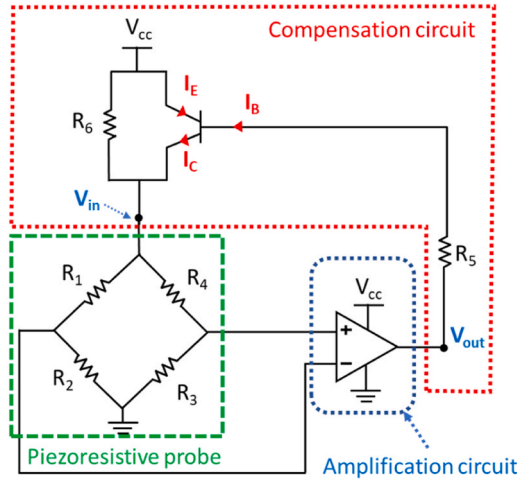 Compensation circuit
Vcc
IE
IB
R6
IC
Vin
R1
R4
R5
Vcc
+
Vout
−
R2
R3
Piezoresistive probe
Amplification circuit